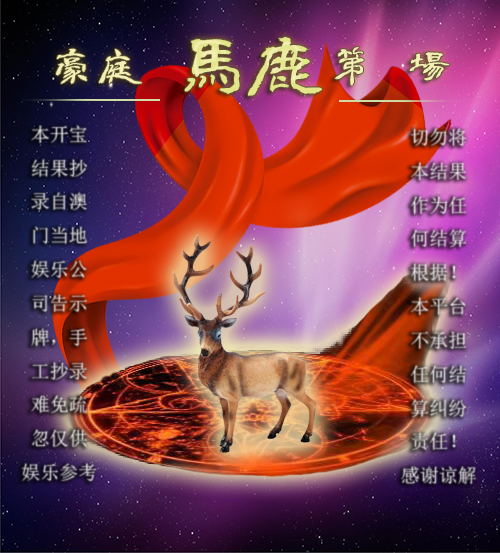 豪庭 馬鹿 第 場
本开宝
结果抄
录自澳
门当地
娱乐公
司告示
牌，手
工抄录
难免疏
忽仅供
娱乐参考
切勿将
本结果
作为任
何结算
根据！
本平台
不承担
任何结
算纠纷
责任！
感谢谅解